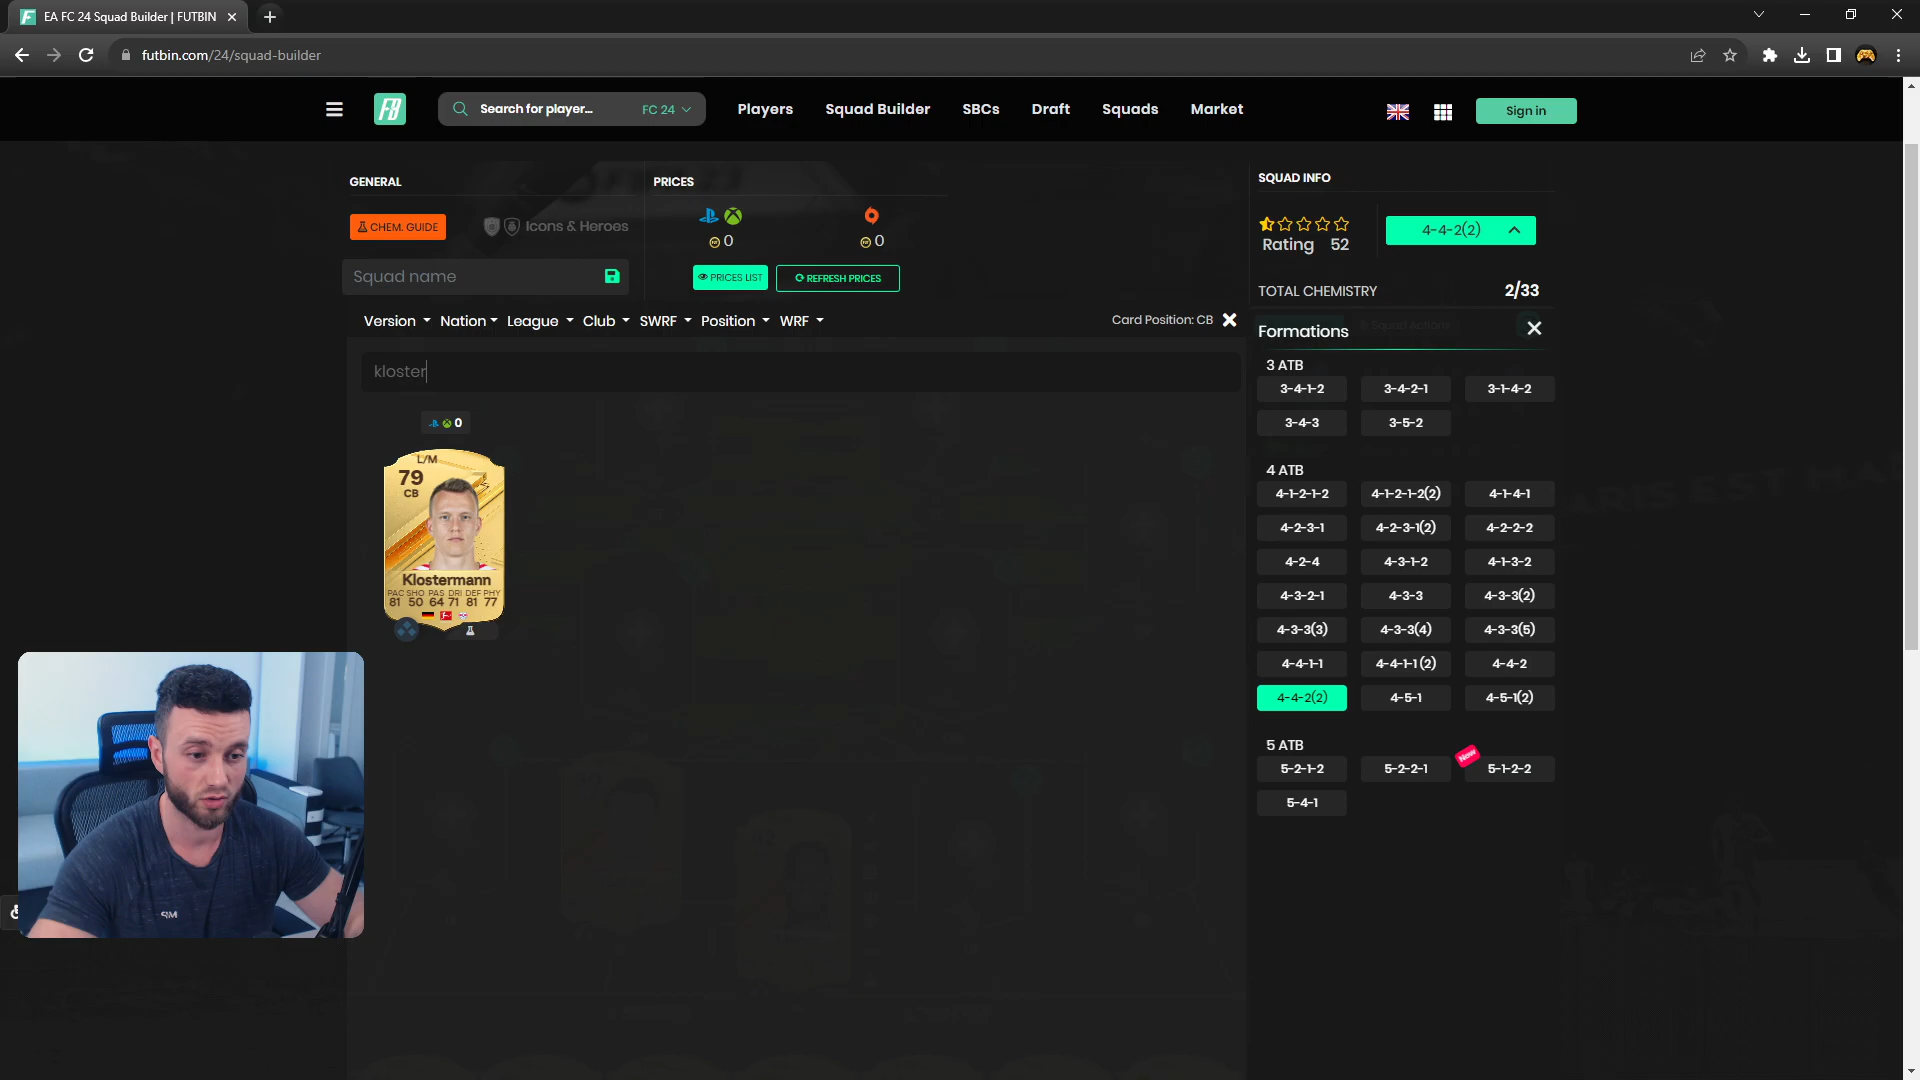 EA FC 24 Squad Builder | FUTBIN
futbin.com/24/squad-builder
Search for player... FC 24
Players Squad Builder SBCs Draft Squads Market
Sign in
GENERAL
PRICES
SQUAD INFO
CHEM. GUIDE
Icons & Heroes
0
0
Rating 52
4-4-2(2)
Squad name
PRICES LIST
REFRESH PRICES
TOTAL CHEMISTRY 2/33
Version Nation League Club SWRF Position WRF
Card Position: CB
Formations
kloster
3 ATB
3-4-1-2 3-4-2-1 3-1-4-2
3-4-3 3-5-2
0
L/M
79
CB
Klostermann
PAC SHO PAS DRI DEF PHY
81 50 64 71 81 77
4 ATB
4-1-2-1-2 4-1-2-1-2(2) 4-1-4-1
4-2-3-1 4-2-3-1(2) 4-2-2-2
4-2-4 4-3-1-2 4-1-3-2
4-3-2-1 4-3-3 4-3-3(2)
4-3-3(3) 4-3-3(4) 4-3-3(5)
4-4-1-1 4-4-1-1(2) 4-4-2
4-4-2(2) 4-5-1 4-5-1(2)
5 ATB
New
5-2-1-2 5-2-2-1 5-1-2-2
5-4-1